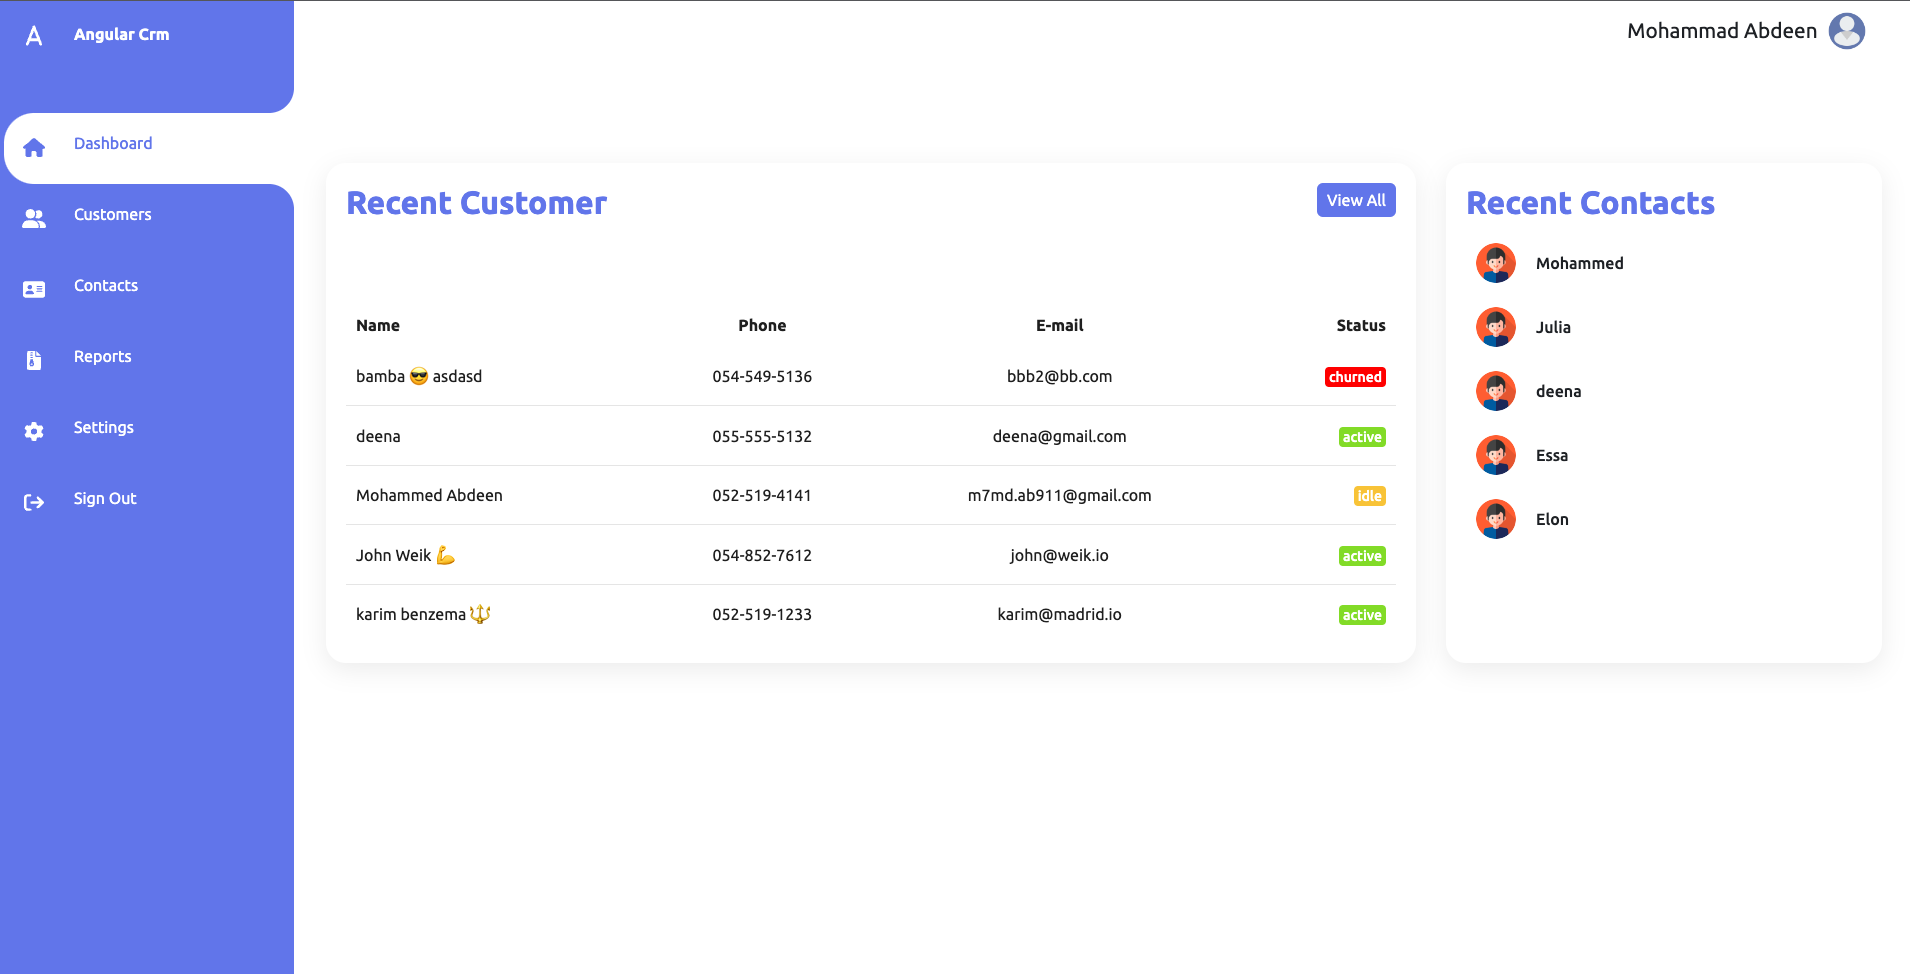 Angular Crm
Mohammad Abdeen
Dashboard
Customers
Contacts
Reports
Settings
Sign Out
Recent Customer
View All
Name Phone E-mail Status
bamba 😎 asdasd 054-549-5136 bbb2@bb.com churned
deena 055-555-5132 deena@gmail.com active
Mohammed Abdeen 052-519-4141 m7md.ab911@gmail.com idle
John Weik 💪 054-852-7612 john@weik.io active
karim benzema 🔱 052-519-1233 karim@madrid.io active
Recent Contacts
Mohammed
Julia
deena
Essa
Elon